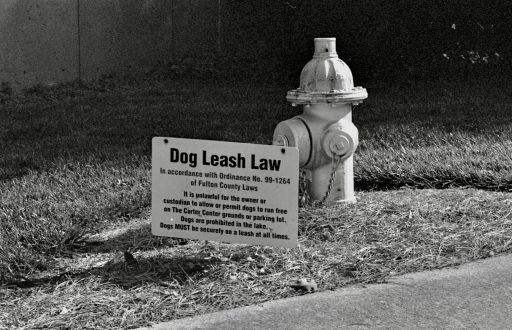 Dog Leash Law
In accordance with Ordinance No. 99-1264
of Fulton County Laws
It is unlawful for the owner or
custodian to allow or permit dogs to run free
on The Carter Center grounds or parking lot.
Dogs are prohibited in the lake.
Dogs MUST be securely on a leash at all times.